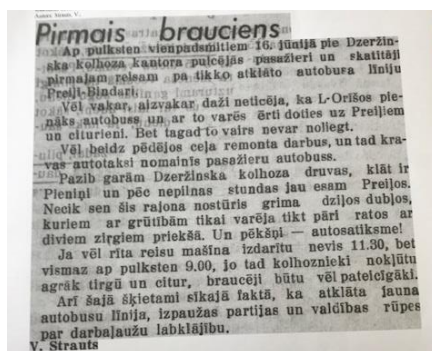 Autors: Strauts, V.
Pirmais brauciens
Ap pulksten vienpadsmitiem 16. jūnijā pie Dzeržin-
ska kolhoza kantora pulcējās pasažieri un skatītāji
pirmajam reisam pa tikko atklāto autobusa līniju
Preiļi-Bindari.
Vēl vakar, aizvakar daži neticēja, ka L-Orišos pie-
nāks autobuss un ar to varēs ērti doties uz Preiļiem
un citurieni. Bet tagad to vairs nevar noliegt.
Vēl beidz pēdējos ceļa remonta darbus, un tad kra-
vas autotaksi nomainīs pasažieru autobuss.
Pazib garām Dzeržinska kolhoza druvas, klāt ir
Pieniņi un pēc nepilnas stundas jau esam Preiļos.
Necik sen šis rajona nostūris grima dziļos dubļos,
kuriem ar grūtībām tikai varēja tikt pāri ratos ar
diviem zirgiem priekšā. Un pēkšņi — autosatiksme!
Ja vēl rīta reisu mašīna izdarītu nevis 11.30, bet
vismaz ap pulksten 9.00, jo tad kolhoznieki nokļūtu
agrāk tirgū un citur, braucēji būtu vēl pateicīgāki.
Arī šajā šķietami sīkajā faktā, ka atklāta jauna
autobusu līnija, izpaužas partijas un valdības rūpes
par darbaļaužu labklājību.
V. Strauts